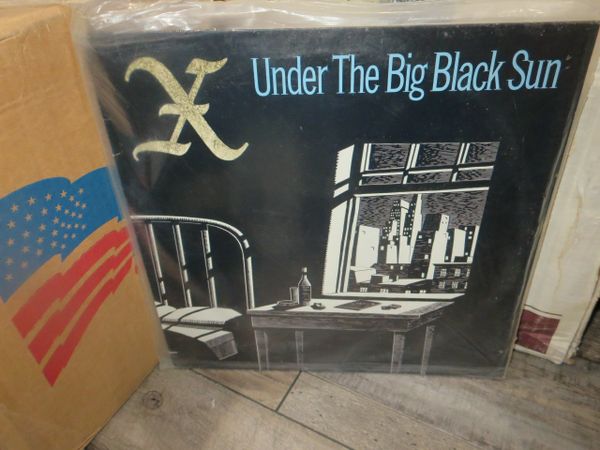 X
Under The Big Black Sun